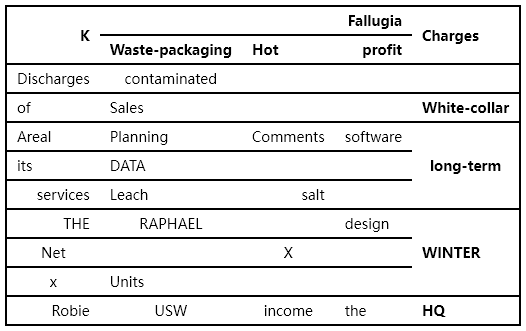 K Fallugia Charges
Waste-packaging Hot profit
Discharges contaminated
of Sales White-collar
Areal Planning Comments software
its DATA long-term
services Leach salt
THE RAPHAEL design
Net X WINTER
x Units
Robie USW income the HQ